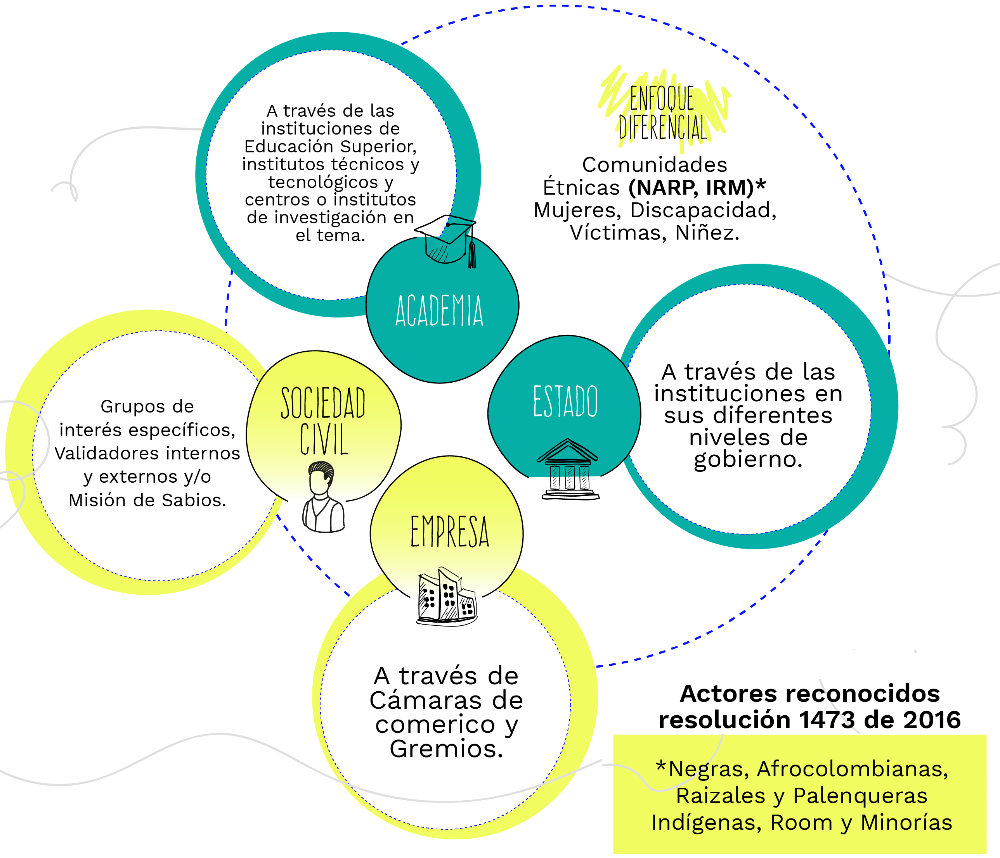 A través de las
instituciones de
Educación Superior,
institutos técnicos y
tecnológicos y
centros o institutos
de investigación en
el tema.
ACADEMIA
ENFOQUE
DIFERENCIAL
Comunidades
Étnicas (NARP, IRM)*
Mujeres, Discapacidad,
Víctimas, Niñez.
Grupos de
interés específicos,
Validadores internos
y externos y/o
Misión de Sabios.
SOCIEDAD
CIVIL
ESTADO
A través de las
instituciones en
sus diferentes
niveles de
gobierno.
EMPRESA
A través de
Cámaras de
comerico y
Gremios.
Actores reconocidos
resolución 1473 de 2016
*Negras, Afrocolombianas,
Raizales y Palenqueras
Indígenas, Room y Minorías